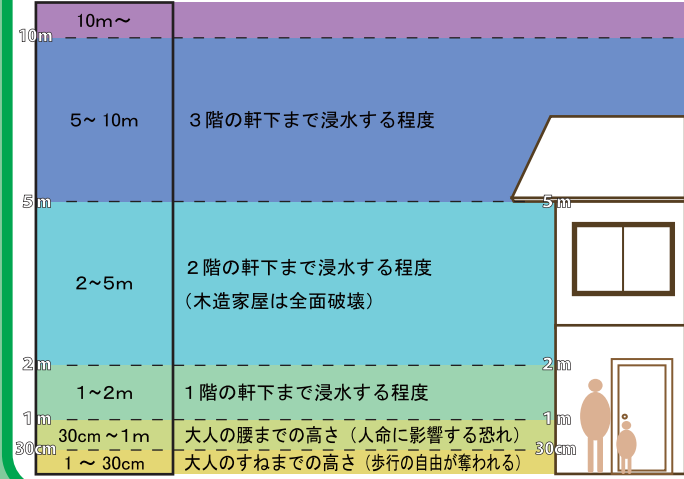 10m～
10m
5～10m
３階の軒下まで浸水する程度
5m
5m
2～5m
２階の軒下まで浸水する程度
（木造家屋は全面破壊）
2m
2m
1～2m
１階の軒下まで浸水する程度
1m
1m
30cm～1m
大人の腰までの高さ（人命に影響する恐れ）
30cm
30cm
1～30cm
大人のすねまでの高さ（歩行の自由が奪われる）